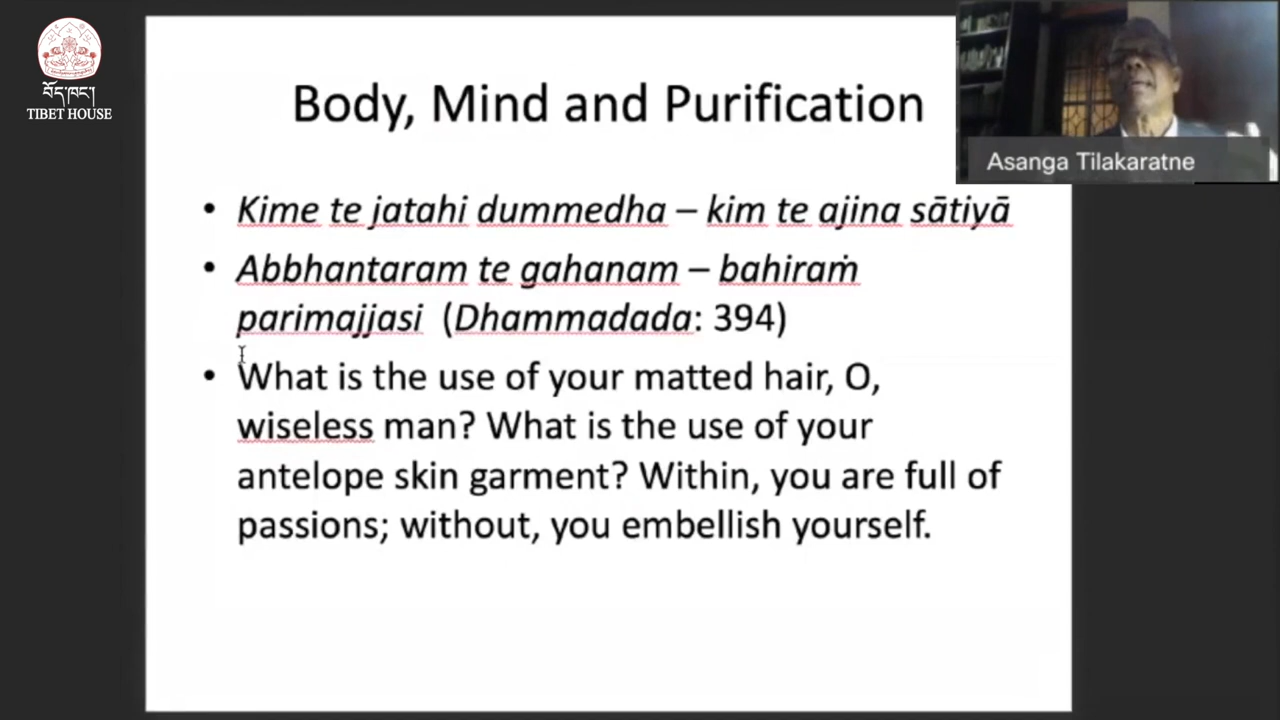 བོད་ཁང།
TIBET HOUSE
Asanga Tilakaratne
Body, Mind and Purification
• Kime te jatahi dummedha – kim te ajina sātiyā
• Abbhantaram te gahanam – bahiraṁ
parimajjasi (Dhammadada: 394)
• What is the use of your matted hair, O,
wiseless man? What is the use of your
antelope skin garment? Within, you are full of
passions; without, you embellish yourself.